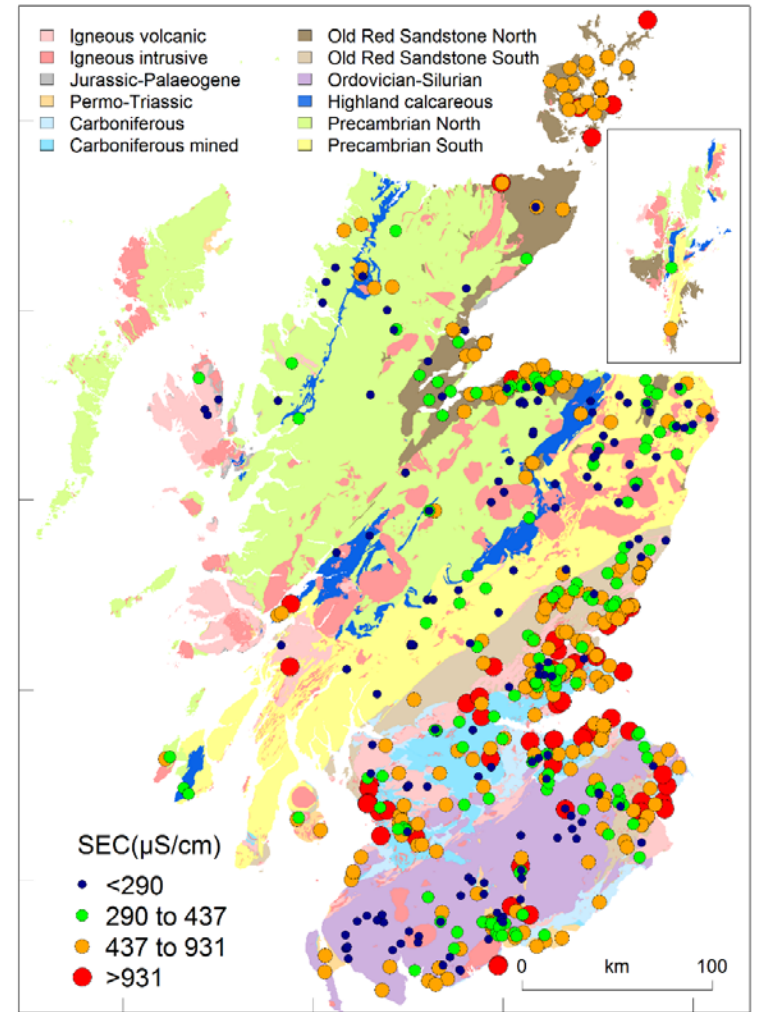 Igneous volcanic
Igneous intrusive
Jurassic-Palaeogene
Permo-Triassic
Carboniferous
Carboniferous mined
Old Red Sandstone North
Old Red Sandstone South
Ordovician-Silurian
Highland calcareous
Precambrian North
Precambrian South
SEC(µS/cm)
<290
290 to 437
437 to 931
>931
0 km 100